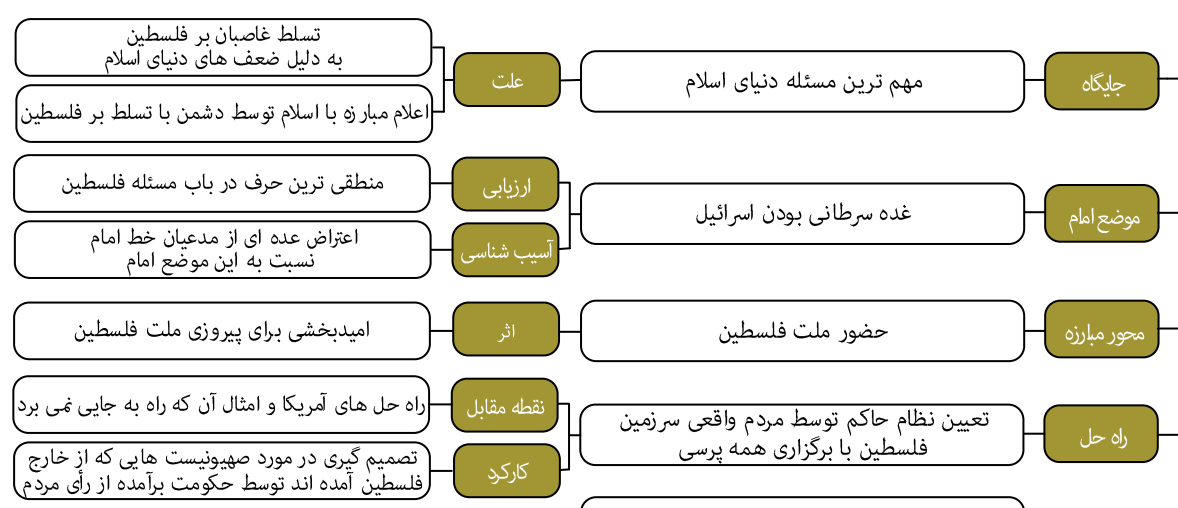 جایگاه
مهم ترین مسئله دنیای اسلام
علت
تسلط غاصبان بر فلسطین
به دلیل ضعف های دنیای اسلام
اعلام مبارزه با اسلام توسط دشمن با تسلط بر فلسطین
موضع امام
غده سرطانی بودن اسرائیل
ارزیابی
منطقی ترین حرف در باب مسئله فلسطین
آسیب شناسی
اعتراض عده ای از مدعیان خط امام
نسبت به این موضع امام
محور مبارزه
حضور ملت فلسطین
اثر
امیدبخشی برای پیروزی ملت فلسطین
راه حل
تعیین نظام حاکم توسط مردم واقعی سرزمین
فلسطین با برگزاری همه پرسی
نقطه مقابل
راه حل های آمریکا و امثال آن که راه به جایی نمی برد
کارکرد
تصمیم گیری در مورد صهیونیست هایی که از خارج
فلسطین آمده اند توسط حکومت برآمده از رأی مردم